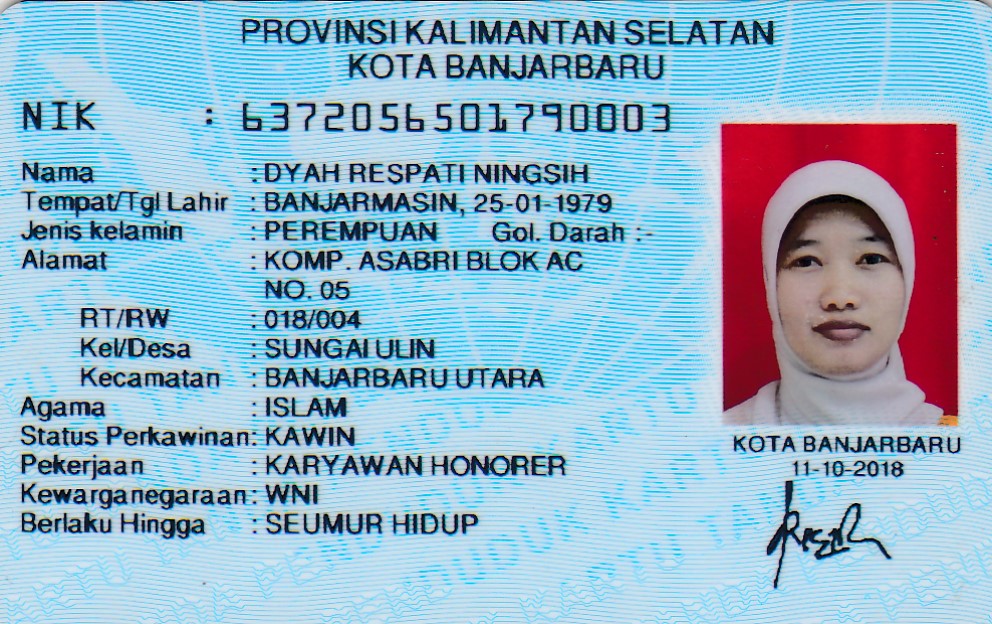 PROVINSI KALIMANTAN SELATAN
KOTA BANJARBARU
NIK : 6372056501790003
Nama : DYAH RESPATI NINGSIH
Tempat/Tgl Lahir : BANJARMASIN, 25-01-1979
Jenis kelamin : PEREMPUAN Gol. Darah :-
Alamat : KOMP. ASABRI BLOK AC
NO. 05
RT/RW : 018/004
Kel/Desa : SUNGAI ULIN
Kecamatan : BANJARBARU UTARA
Agama : ISLAM
Status Perkawinan: KAWIN
Pekerjaan : KARYAWAN HONORER
Kewarganegaraan: WNI
Berlaku Hingga : SEUMUR HIDUP
KOTA BANJARBARU
11-10-2018